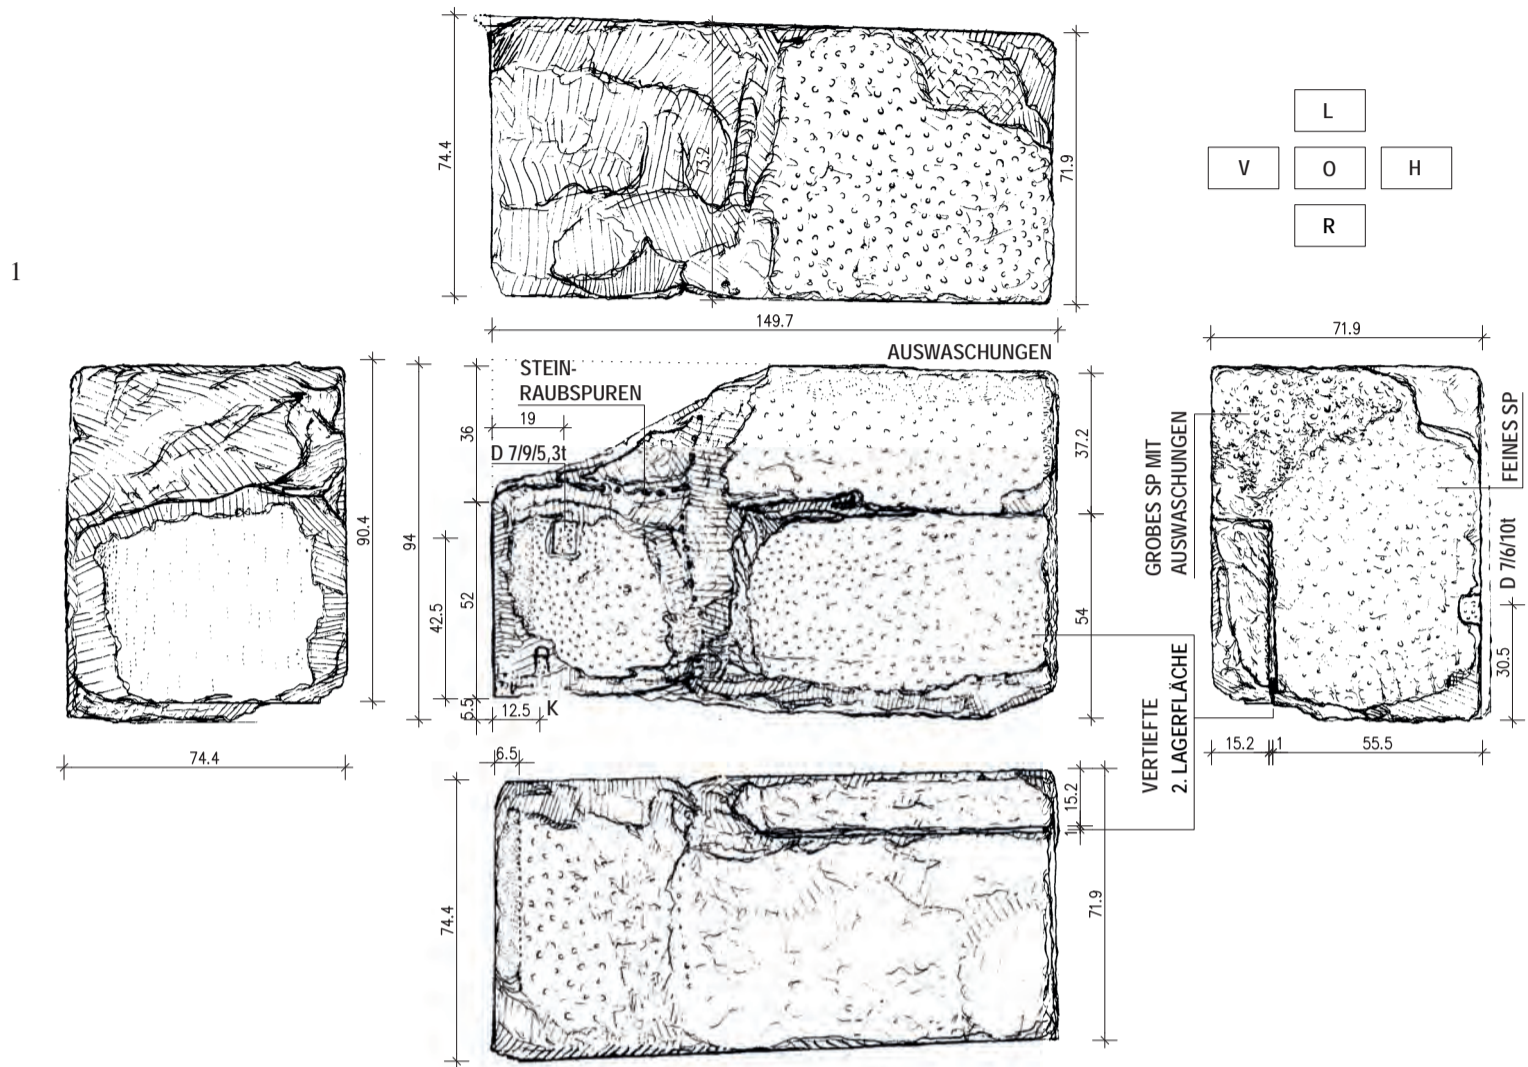 74.4
73.2
71.9
L
V O H
R
1
149.7
71.9
AUSWASCHUNGEN
STEIN-
RAUBSPUREN
19
D 7/9/5,3t
36
37.2
90.4
94
42.5
52
54
5.5
12.5
K
A
74.4
GROBES SP MIT
AUSWASCHUNGEN
FEINES SP
D 7/6/10t
30.5
VERTIEFTE
2. LAGERFLÄCHE
15.2
1
55.5
6.5
15.2
1
74.4
71.9